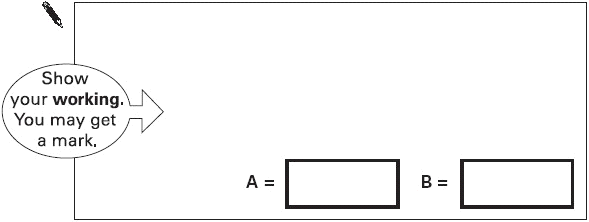 Show
your working.
You may get
a mark.
A =
B =